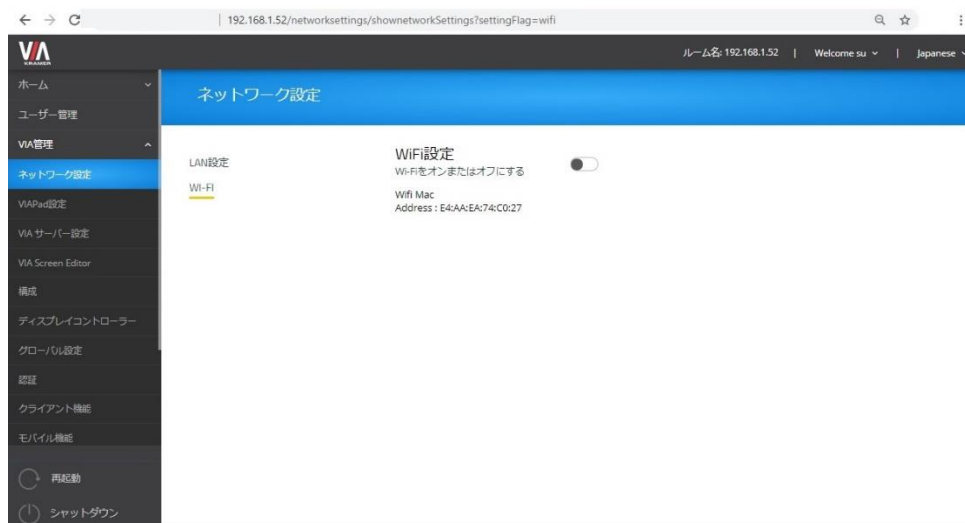 192.168.1.52/networksettings/shownetworkSettings?settingFlag=wifi
VIA
KRAMER
ルーム名: 192.168.1.52 | Welcome su | Japanese
ホーム
ユーザー管理
VIA管理
ネットワーク設定
VIAPad設定
VIA サーバー設定
VIA Screen Editor
構成
ディスプレイコントローラー
グローバル設定
認証
クライアント機能
モバイル機能
再起動
シャットダウン
ネットワーク設定
LAN設定
WI-FI
WiFi設定
Wi-Fiをオンまたはオフにする
Wifi Mac
Address : E4:AA:EA:74:C0:27